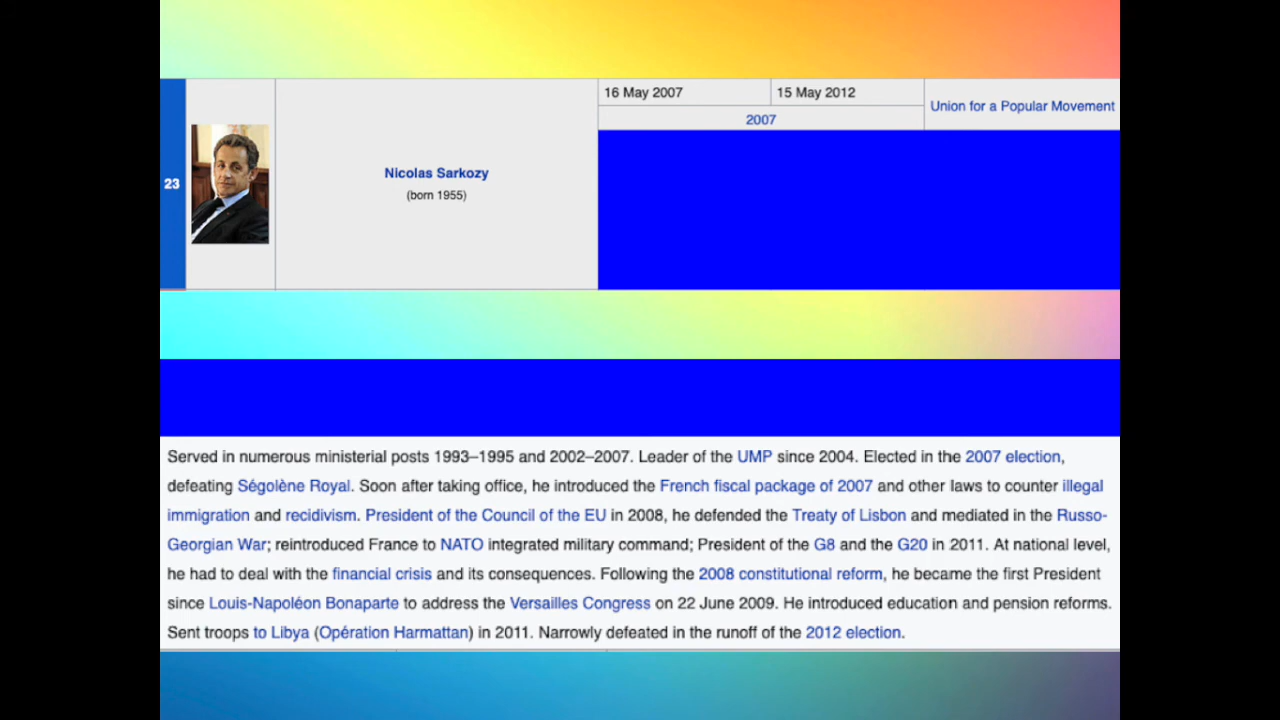 16 May 2007 15 May 2012 Union for a Popular Movement
2007
23 Nicolas Sarkozy
(born 1955)
Served in numerous ministerial posts 1993–1995 and 2002–2007. Leader of the UMP since 2004. Elected in the 2007 election,
defeating Ségolène Royal. Soon after taking office, he introduced the French fiscal package of 2007 and other laws to counter illegal
immigration and recidivism. President of the Council of the EU in 2008, he defended the Treaty of Lisbon and mediated in the Russo-
Georgian War; reintroduced France to NATO integrated military command; President of the G8 and the G20 in 2011. At national level,
he had to deal with the financial crisis and its consequences. Following the 2008 constitutional reform, he became the first President
since Louis-Napoléon Bonaparte to address the Versailles Congress on 22 June 2009. He introduced education and pension reforms.
Sent troops to Libya (Opération Harmattan) in 2011. Narrowly defeated in the runoff of the 2012 election.